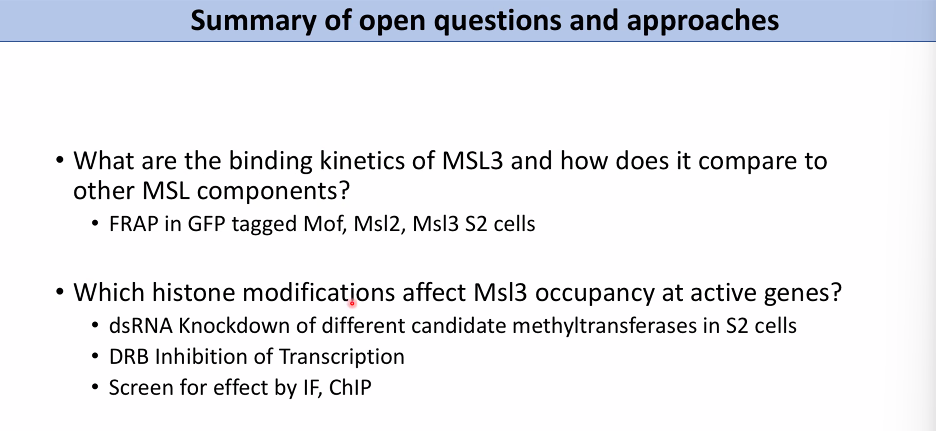 Summary of open questions and approaches
• What are the binding kinetics of MSL3 and how does it compare to
other MSL components?
• FRAP in GFP tagged Mof, Msl2, Msl3 S2 cells
• Which histone modifications affect Msl3 occupancy at active genes?
• dsRNA Knockdown of different candidate methyltransferases in S2 cells
• DRB Inhibition of Transcription
• Screen for effect by IF, ChIP